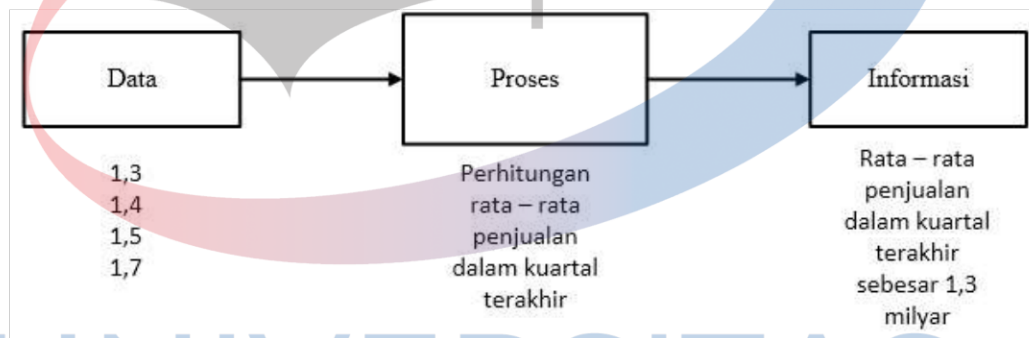 Data
Proses
Informasi
1,3
1,4
1,5
1,7
Perhitungan
rata – rata
penjualan
dalam kuartal
terakhir
Rata – rata
penjualan
dalam kuartal
terakhir
sebesar 1,3
milyar